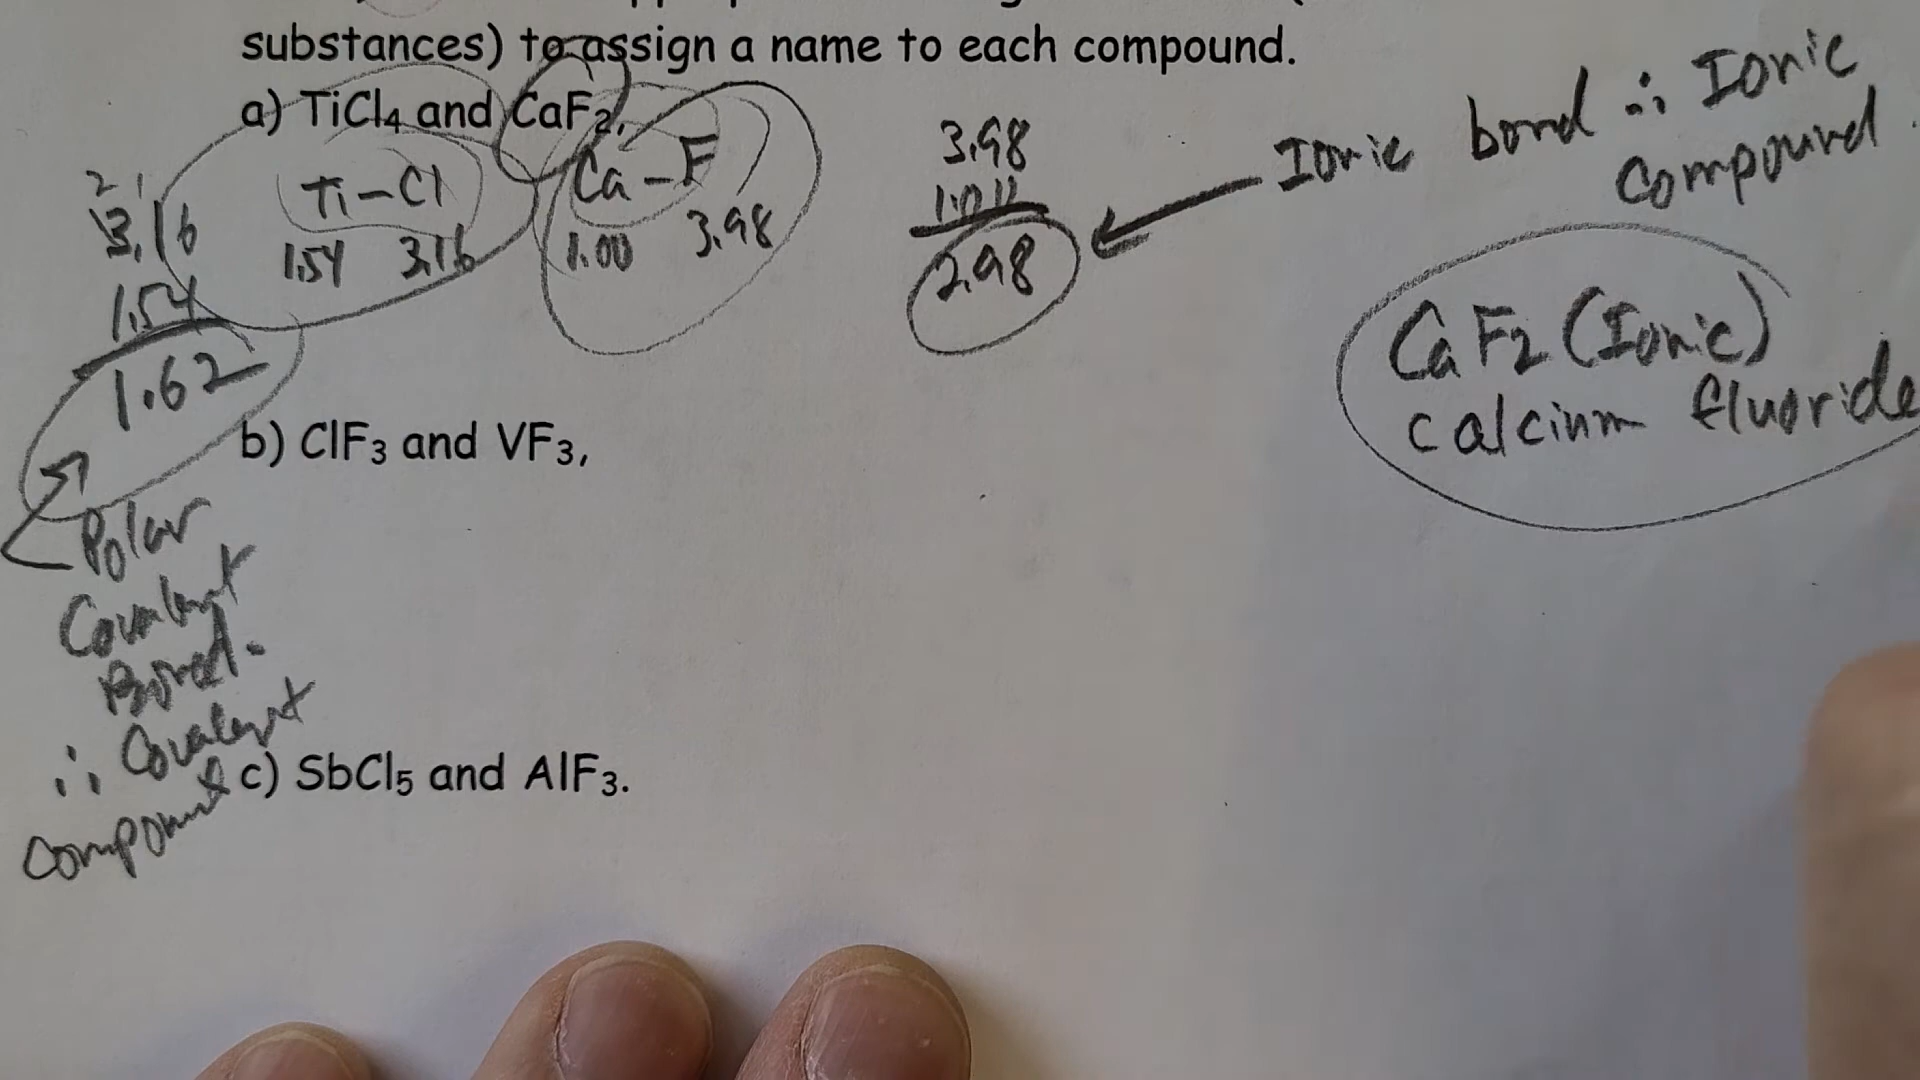 substances) to assign a name to each compound.
a) TiCl4 and CaF2,
Ti-Cl
1.54 3.16
Ca-F
1.00 3.98
2 1
3.16
1.54
1.62
Polar
Covalent
Bond.
∴ Covalent
compound
3.98
1.00
2.98
Ionic bond ∴ Ionic
compound.
CaF2 (Ionic)
calcium fluoride
b) ClF3 and VF3,
c) SbCl5 and AlF3.